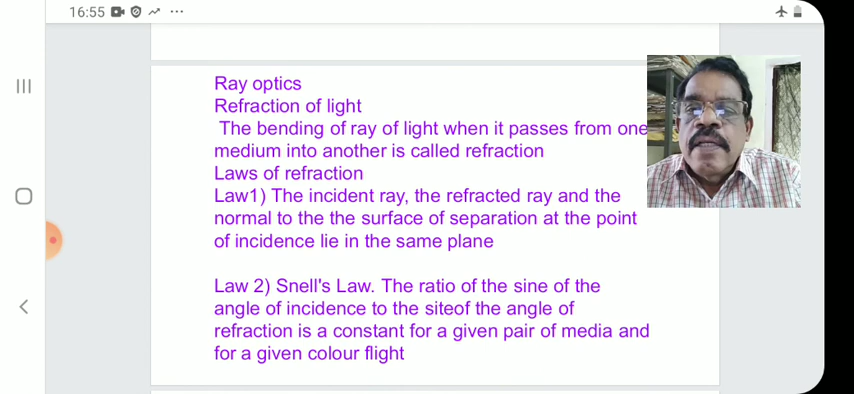 16:55
Ray optics
Refraction of light
The bending of ray of light when it passes from one
medium into another is called refraction
Laws of refraction
Law1) The incident ray, the refracted ray and the
normal to the the surface of separation at the point
of incidence lie in the same plane
Law 2) Snell's Law. The ratio of the sine of the
angle of incidence to the siteof the angle of
refraction is a constant for a given pair of media and
for a given colour flight